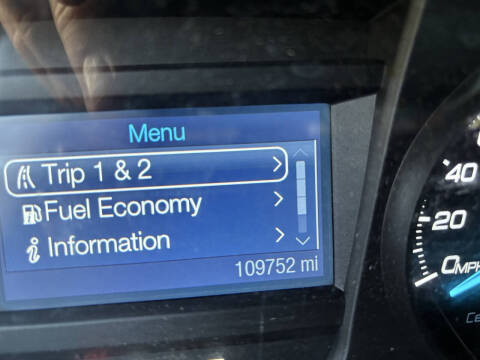 Menu
Trip 1 & 2
Fuel Economy
i Information
109752 mi
40
20
0MPH